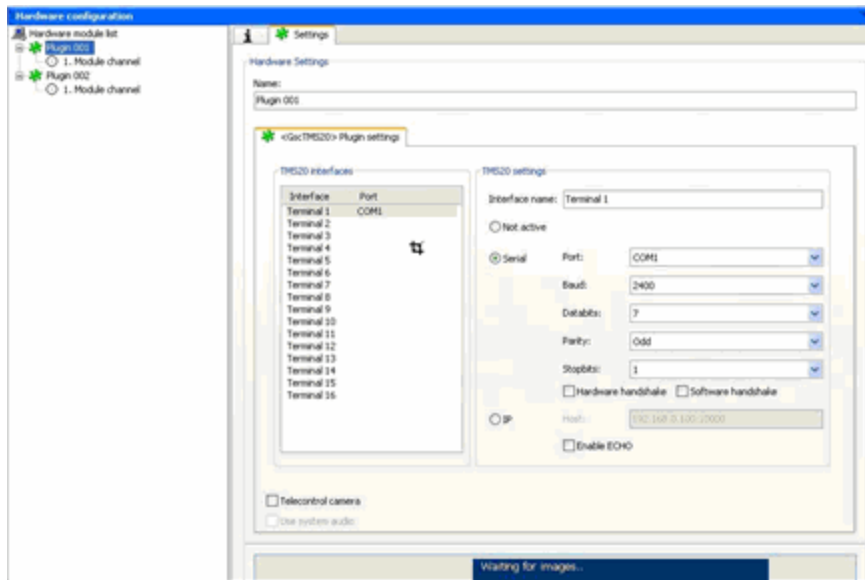 Hardware configuration
Hardware module list
Plugin 001
1. Module channel
Plugin 002
1. Module channel
i
Settings
Hardware Settings
Name:
Plugin 001
<GscTMS20> Plugin settings
TMS20 interfaces
Interface Port
Terminal 1 COM1
Terminal 2
Terminal 3
Terminal 4
Terminal 5
Terminal 6
Terminal 7
Terminal 8
Terminal 9
Terminal 10
Terminal 11
Terminal 12
Terminal 13
Terminal 14
Terminal 15
Terminal 16
TMS20 settings
Interface name: Terminal 1
Not active
Serial Port: COM1
Baud: 2400
Databits: 7
Parity: Odd
Stopbits: 1
Hardware handshake Software handshake
IP Host: 192.168.0.100:10000
Enable ECHO
Telecontrol camera
Use system audio
Waiting for images..